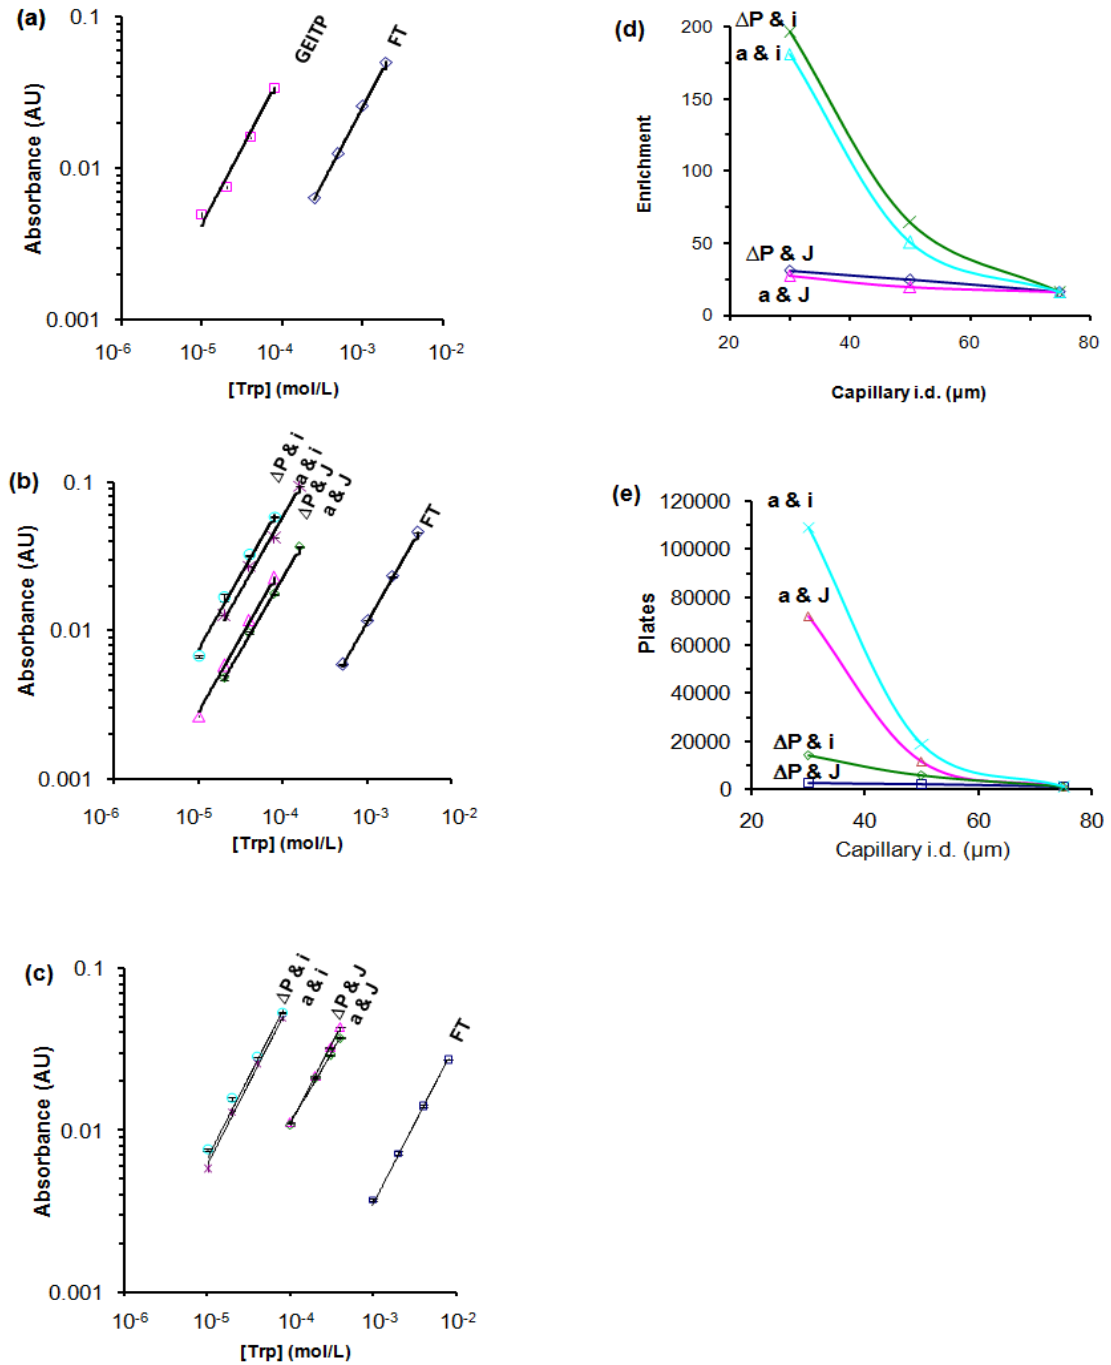 (a)
0.1
0.01
0.001
Absorbance (AU)
GEITP
FT
10-6
10-5
10-4
10-3
10-2
[Trp] (mol/L)
(b)
0.1
0.01
0.001
Absorbance (AU)
ΔP & i
a & i
ΔP & J
a & J
FT
10-6
10-5
10-4
10-3
10-2
[Trp] (mol/L)
(c)
0.1
0.01
0.001
Absorbance (AU)
ΔP & i
a & i
ΔP & J
a & J
FT
10-6
10-5
10-4
10-3
10-2
[Trp] (mol/L)
(d)
200
150
100
50
0
Enrichment
ΔP & i
a & i
ΔP & J
a & J
20
40
60
80
Capillary i.d. (µm)
(e)
120000
100000
80000
60000
40000
20000
0
Plates
a & i
a & J
ΔP & i
ΔP & J
20
40
60
80
Capillary i.d. (µm)